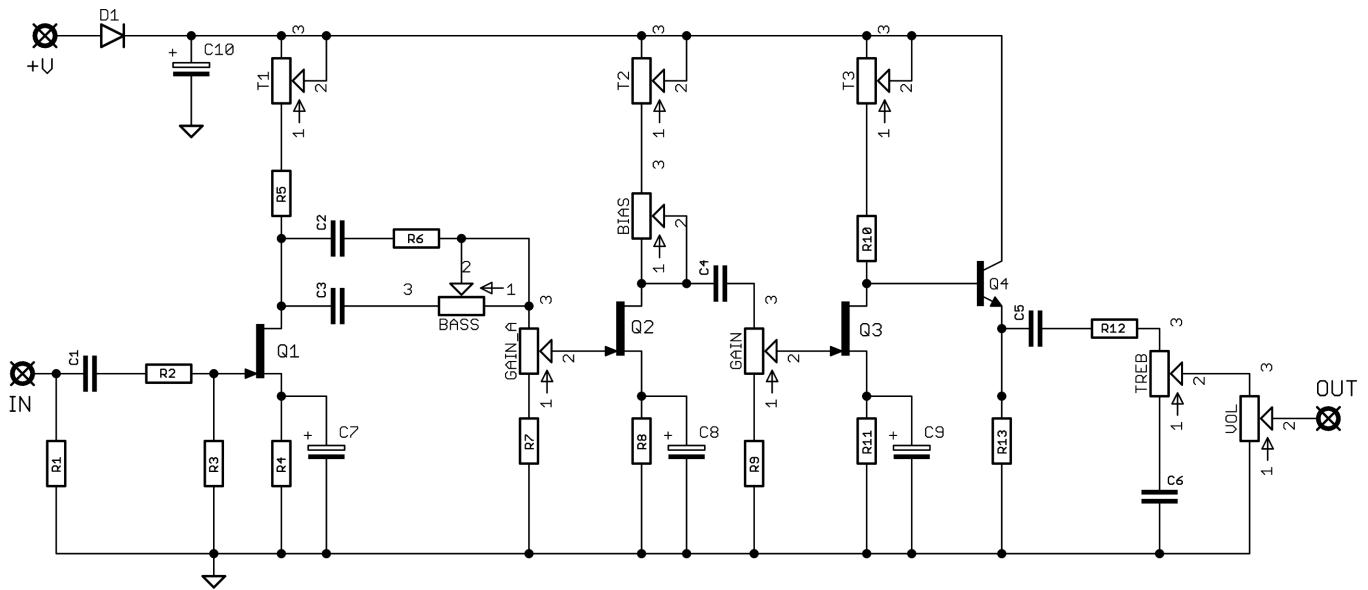 D1
3
3
3
+
C10
+V
T1
2
1
T2
2
1
T3
2
1
3
R5
C2
R6
BIAS
2
1
R10
2
C3
3
1
BASS
3
C4
3
Q4
C5
R12
3
Q1
GAIN_A
2
1
Q2
GAIN
2
1
Q3
TREB
2
1
3
C1
R2
IN
OUT
VOL
2
1
R1
R3
R4
+
C7
R7
R8
+
C8
R9
R11
+
C9
R13
C6